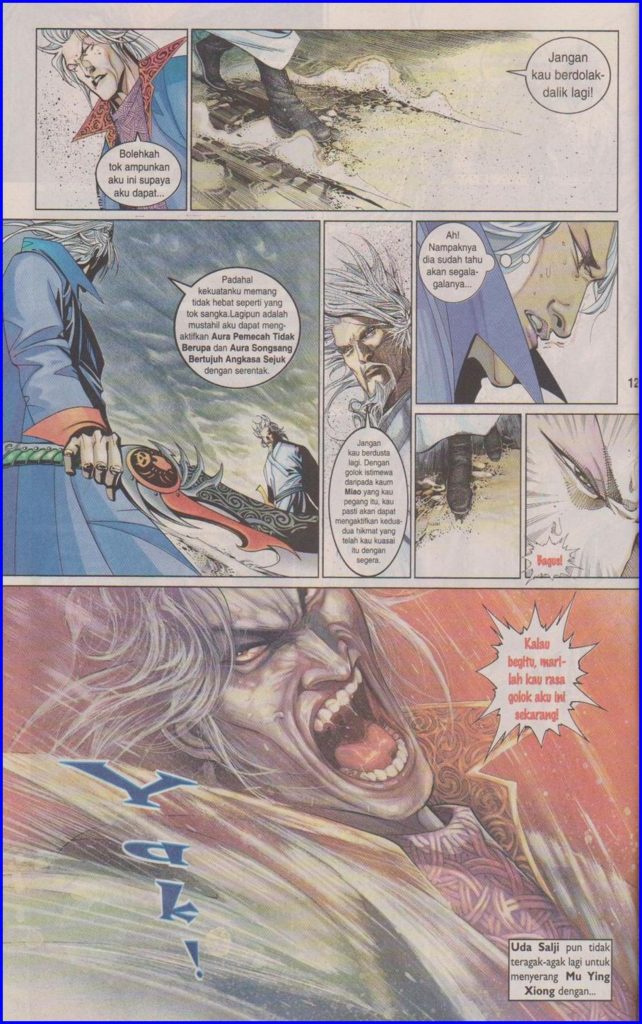 Bolehkah
tok ampunkan
aku ini supaya
aku dapat...
Jangan
kau berdolak-
dalik lagi!
Padahal
kekuatanku memang
tidak hebat seperti yang
tok sangka.Lagipun adalah
mustahil aku dapat meng-
aktifkan Aura Pemecah Tidak
Berupa dan Aura Songsang
Bertujuh Angkasa Sejuk
dengan serentak.
Jangan
kau berdusta
lagi. Dengan
golok istimewa
daripada kaum
Miao yang kau
pegang itu, kau
pasti akan dapat
mengaktifkan kedua-
dua hikmat yang
telah kau kuasai
itu dengan
segera.
Ah!
Nampaknya
dia sudah tahu
akan segala-
galanya...
12
Bagus!
Kalau
begitu, mari-
lah kau rasa
golok aku ini
sekarang!
Yak!
Uda Salji pun tidak
teragak-agak lagi untuk
menyerang Mu Ying
Xiong dengan...